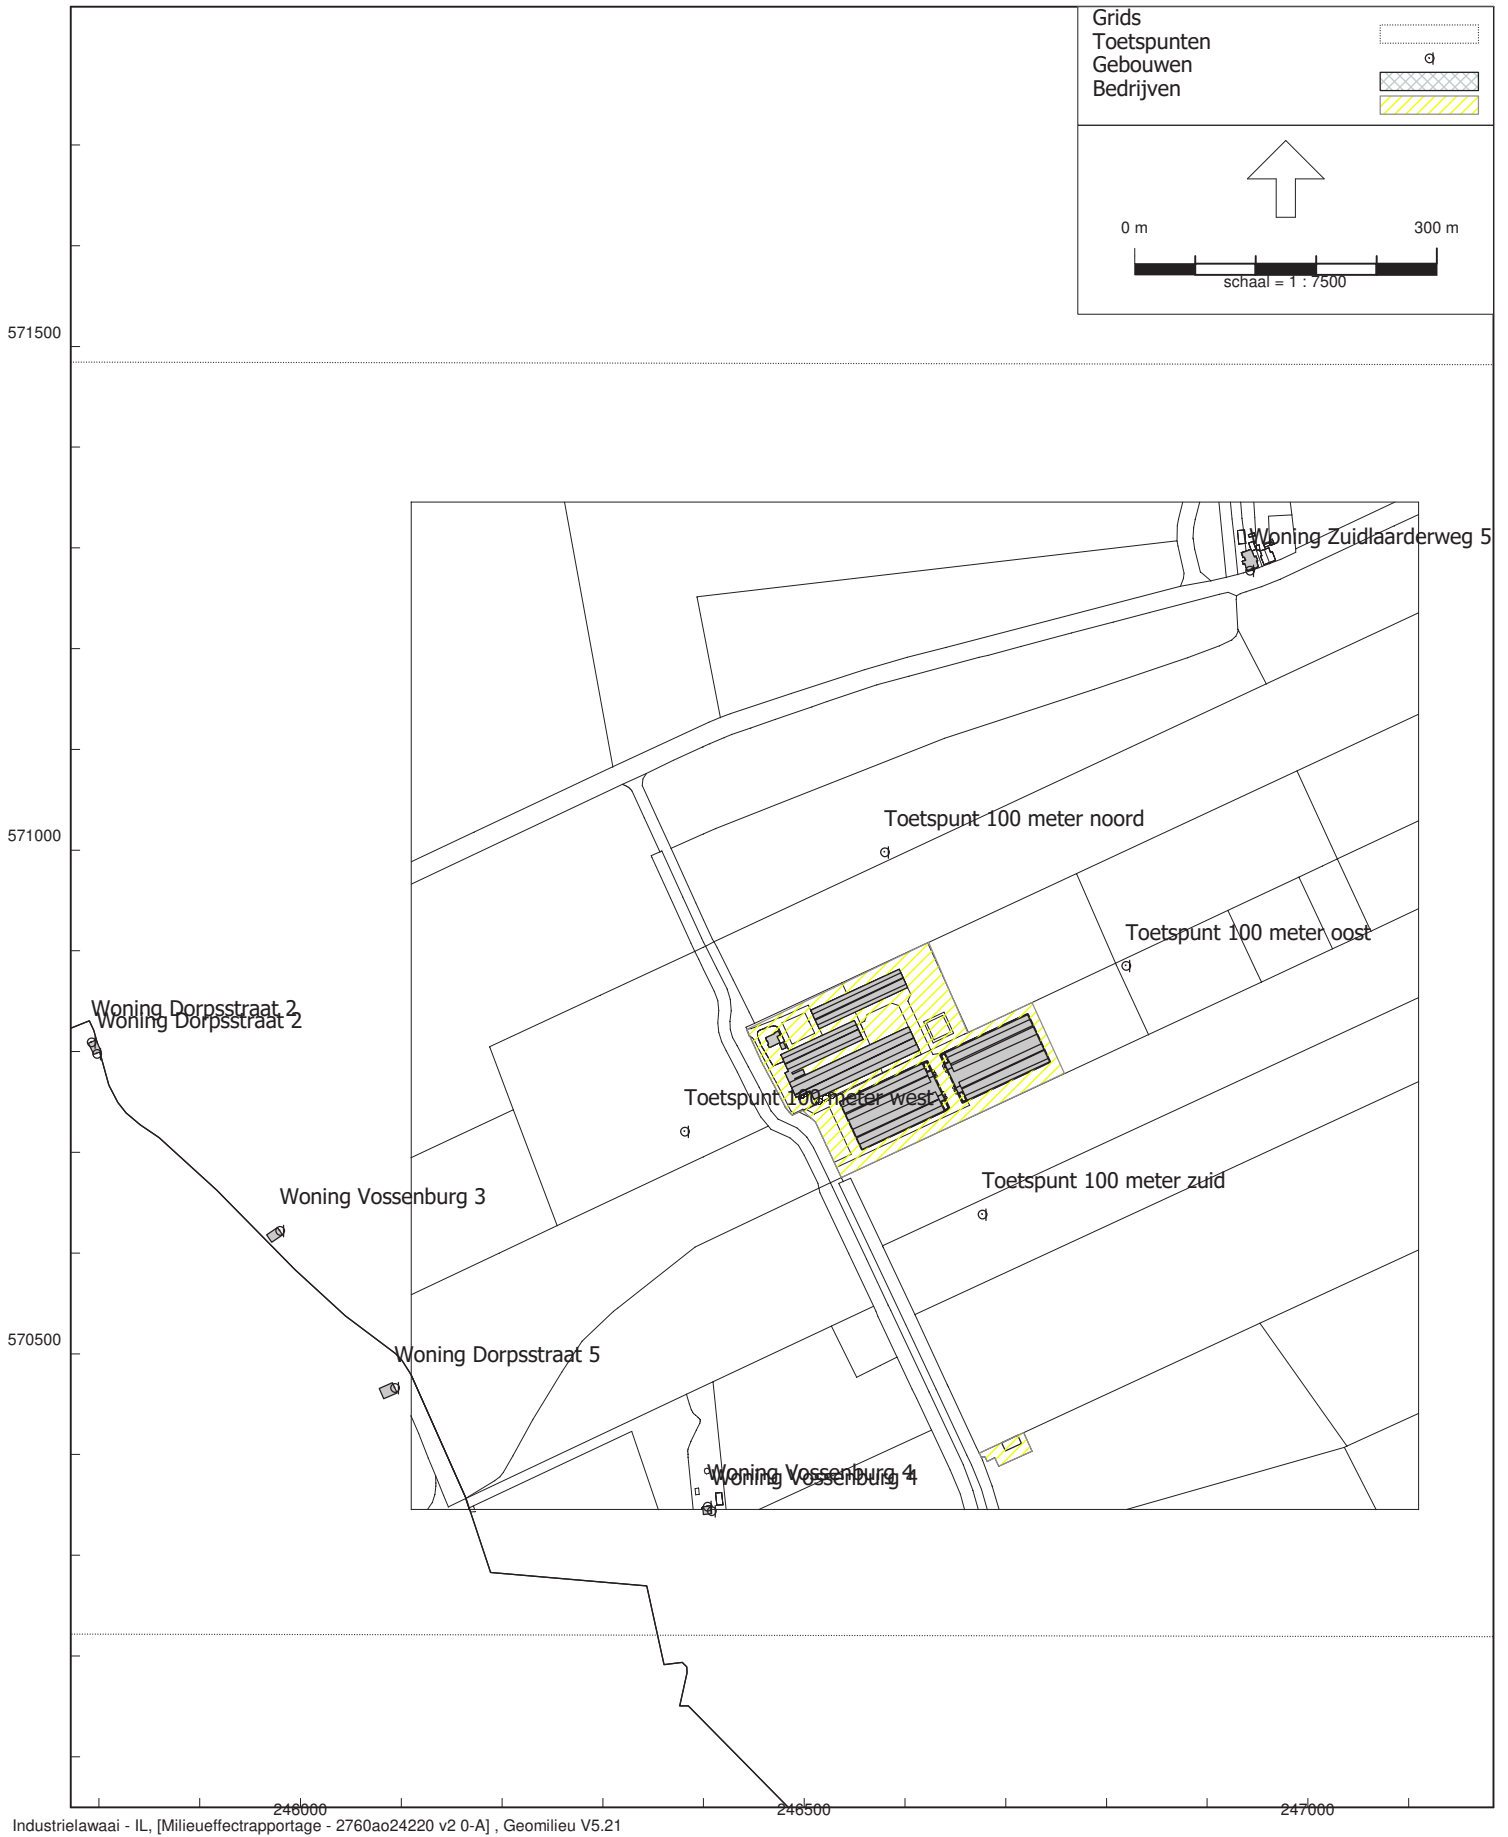 Grids
Toetspunten
Gebouwen
Bedrijven
0 m
300 m
schaal = 1 : 7500
571500
Woning Zuidlaarderweg 5
571000
Toetspunt 100 meter noord
Toetspunt 100 meter oost
Woning Dorpsstraat 2
Woning Dorpsstraat 2
Toetspunt 100 meter west
Toetspunt 100 meter zuid
Woning Vossenburg 3
570500
Woning Dorpsstraat 5
Woning Vossenburg 4
Woning Vossenburg 4
246000
246500
247000
Industrielawaai - IL, [Milieueffectrapportage - 2760ao24220 v2 0-A] , Geomilieu V5.21